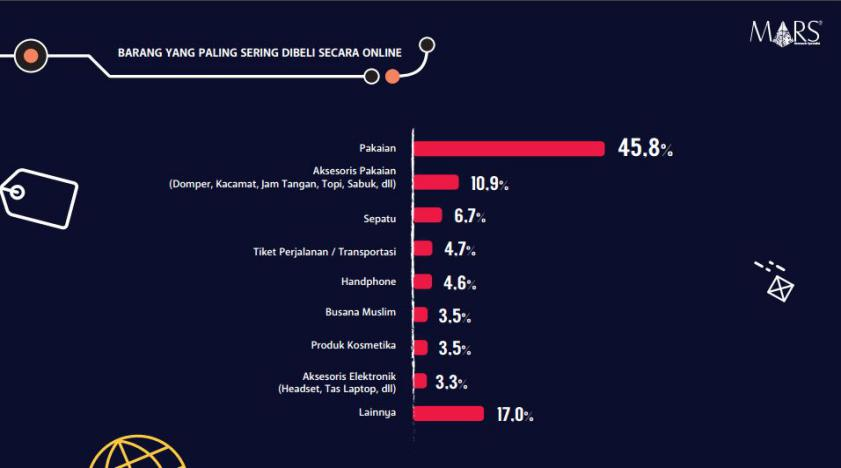 BARANG YANG PALING SERING DIBELI SECARA ONLINE
MARS
Pakaian 45.8%
Aksesoris Pakaian
(Domper, Kacamat, Jam Tangan, Topi, Sabuk, dll) 10.9%
Sepatu 6.7%
Tiket Perjalanan / Transportasi 4.7%
Handphone 4.6%
Busana Muslim 3.5%
Produk Kosmetika 3.5%
Aksesoris Elektronik
(Headset, Tas Laptop, dll) 3.3%
Lainnya 17.0%